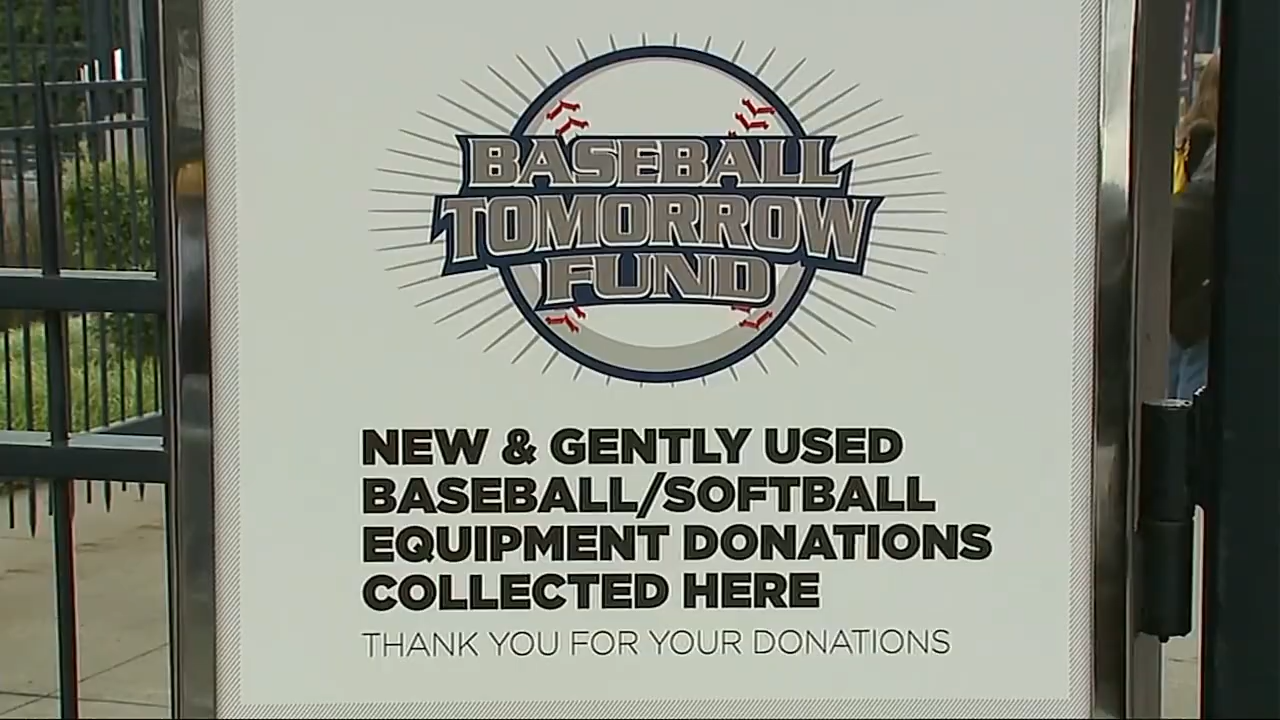 BASEBALL
TOMORROW
FUND
NEW & GENTLY USED
BASEBALL/SOFTBALL
EQUIPMENT DONATIONS
COLLECTED HERE
THANK YOU FOR YOUR DONATIONS